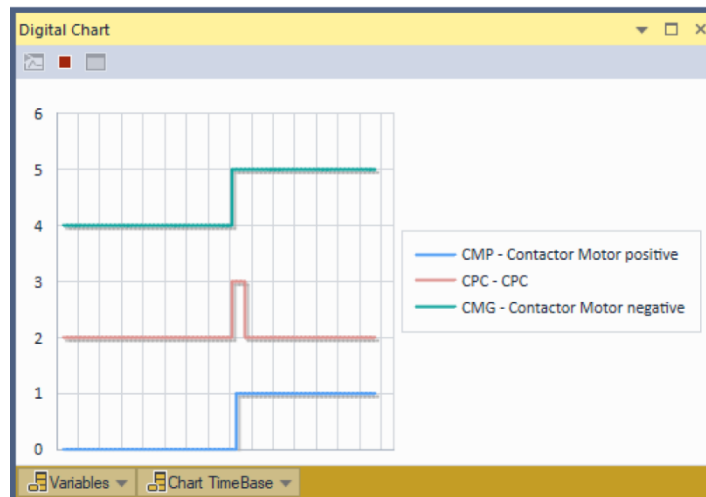 Digital Chart
6
5
4
3
2
1
0
CMP - Contactor Motor positive
CPC - CPC
CMG - Contactor Motor negative
Variables
Chart TimeBase